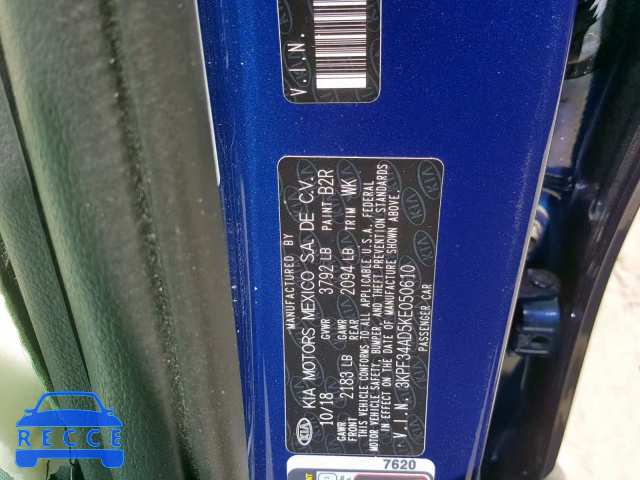 V.I.N.
KIA
MANUFACTURED BY
KIA MOTORS MEXICO S.A. DE C.V.
10/18 GVWR 3792 LB PAINT B2R
GAWR FRONT 2183 LB GAWR REAR 2094 LB TRIM WK
THIS VEHICLE CONFORMS TO ALL APPLICABLE U.S.A. FEDERAL
MOTOR VEHICLE SAFETY, BUMPER, AND THEFT PREVENTION STANDARDS
IN EFFECT ON THE DATE OF MANUFACTURE SHOWN ABOVE.
V.I.N. 3KPF34AD5KE050610
PASSENGER CAR
7620
RECCE